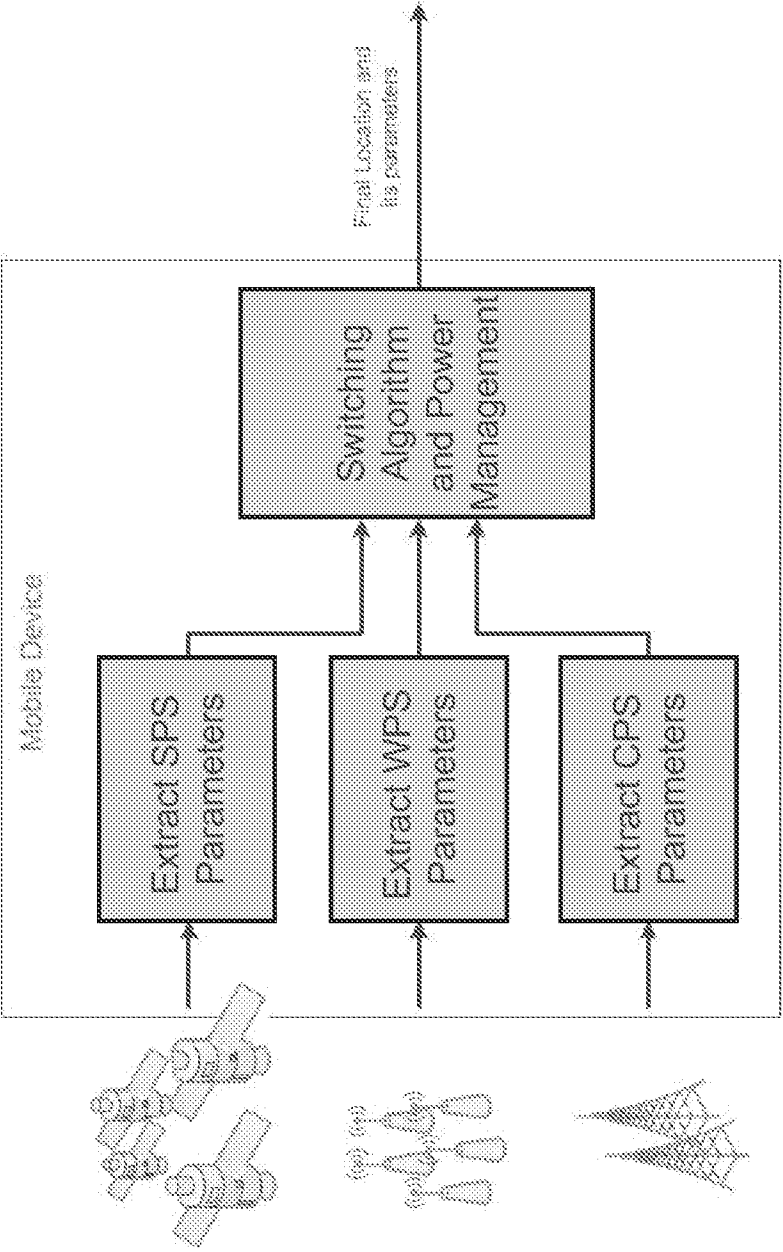 Mobile Device
Extract SPS
Parameters
Extract WPS
Parameters
Extract CPS
Parameters
Switching
Algorithm
and Power
Management
Final Location and
its parameters